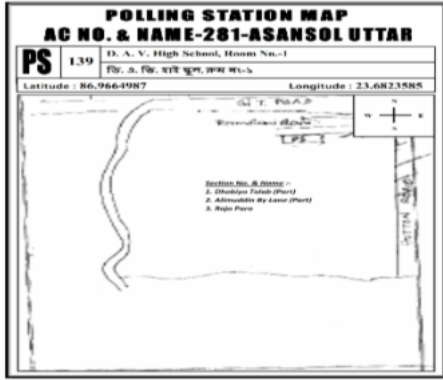 POLLING STATION MAP
AC NO. & NAME-281-ASANSOL UTTAR
PS 139 D. A. V. High School, Room No.-1
ডি. এ. ভি. হাই স্কুল, রুম নং-১
Latitude : 86.9664987 Longitude : 23.6823585
G. T. ROAD
N
W E
S
Section No. & Name :-
1. Dhobiya Talab (Part)
2. Alimuddin By Lane (Part)
3. Raja Para